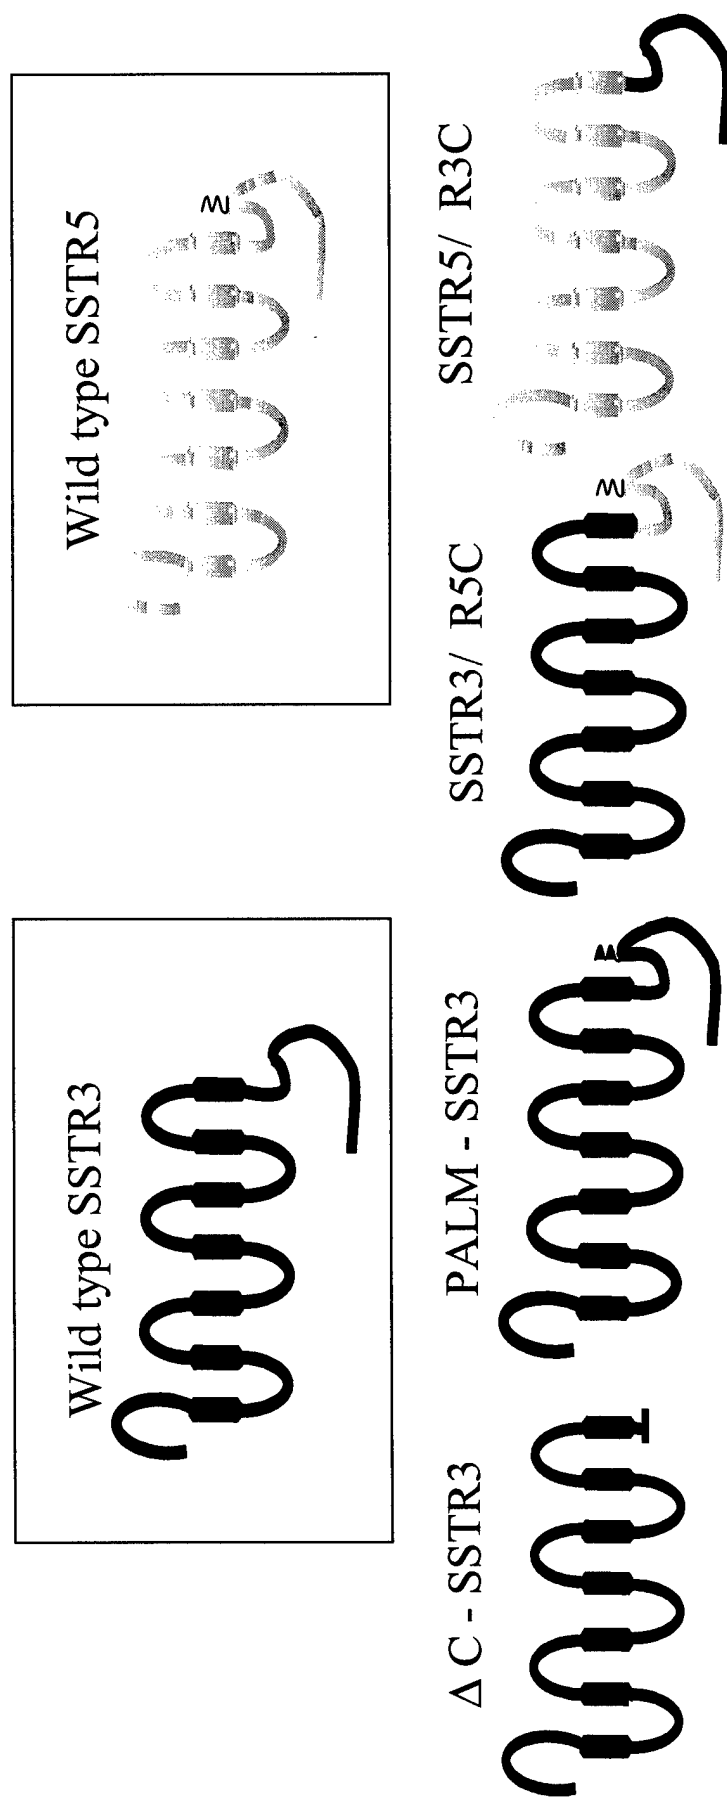 Wild type SSTR3
Wild type SSTR5
Δ C - SSTR3
PALM - SSTR3
SSTR3/ R5C
SSTR5/ R3C